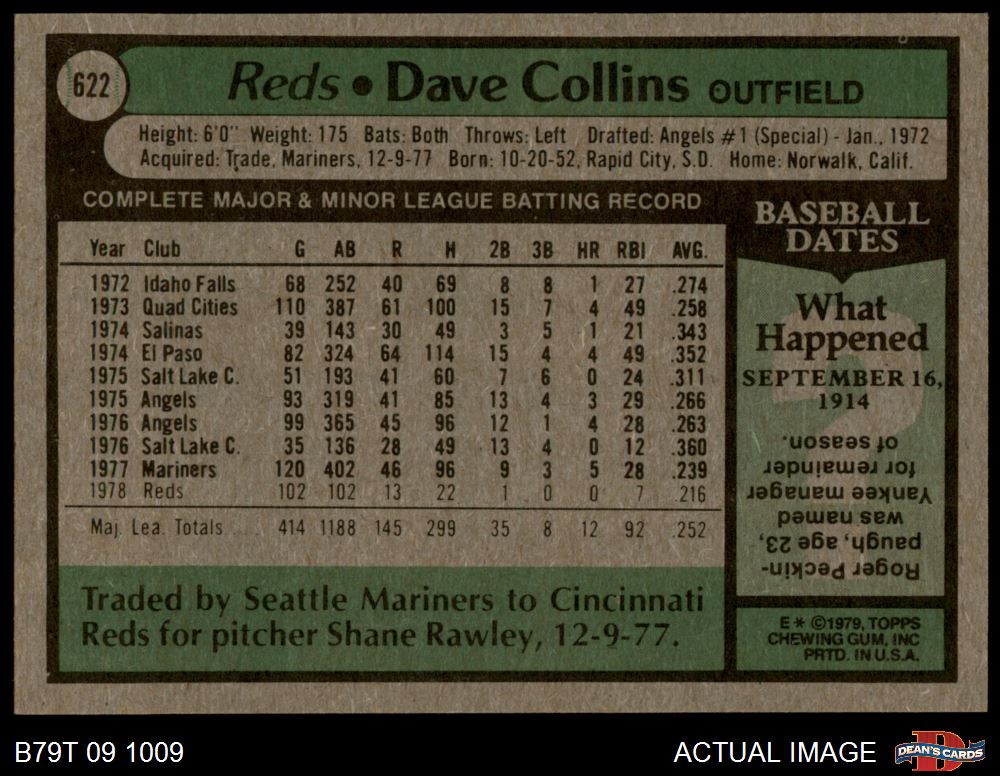 622
Reds • Dave Collins OUTFIELD
Height: 6'0" Weight: 175 Bats: Both Throws: Left Drafted: Angels #1 (Special) - Jan., 1972
Acquired: Trade, Mariners, 12-9-77 Born: 10-20-52, Rapid City, S.D. Home: Norwalk, Calif.
COMPLETE MAJOR & MINOR LEAGUE BATTING RECORD
Year Club G AB R H 2B 3B HR RBI AVG.
1972 Idaho Falls 68 252 40 69 8 8 1 27 .274
1973 Quad Cities 110 387 61 100 15 7 4 49 .258
1974 Salinas 39 143 30 49 3 5 1 21 .343
1974 El Paso 82 324 64 114 15 4 4 49 .352
1975 Salt Lake C. 51 193 41 60 7 6 0 24 .311
1975 Angels 93 319 41 85 13 4 3 29 .266
1976 Angels 99 365 45 96 12 1 4 28 .263
1976 Salt Lake C. 35 136 28 49 13 4 0 12 .360
1977 Mariners 120 402 46 96 9 3 5 28 .239
1978 Reds 102 102 13 22 1 0 0 7 .216
Maj. Lea. Totals 414 1188 145 299 35 8 12 92 .252
Traded by Seattle Mariners to Cincinnati
Reds for pitcher Shane Rawley, 12-9-77.
BASEBALL
DATES
What
Happened
SEPTEMBER 16,
1914
Roger Peckin-
paugh, age 23,
was named
Yankee manager
for remainder
of season.
E* ©1979, TOPPS
CHEWING GUM, INC
PRTD. IN U.S.A.
B79T 09 1009
ACTUAL IMAGE
DEAN'S CARDS